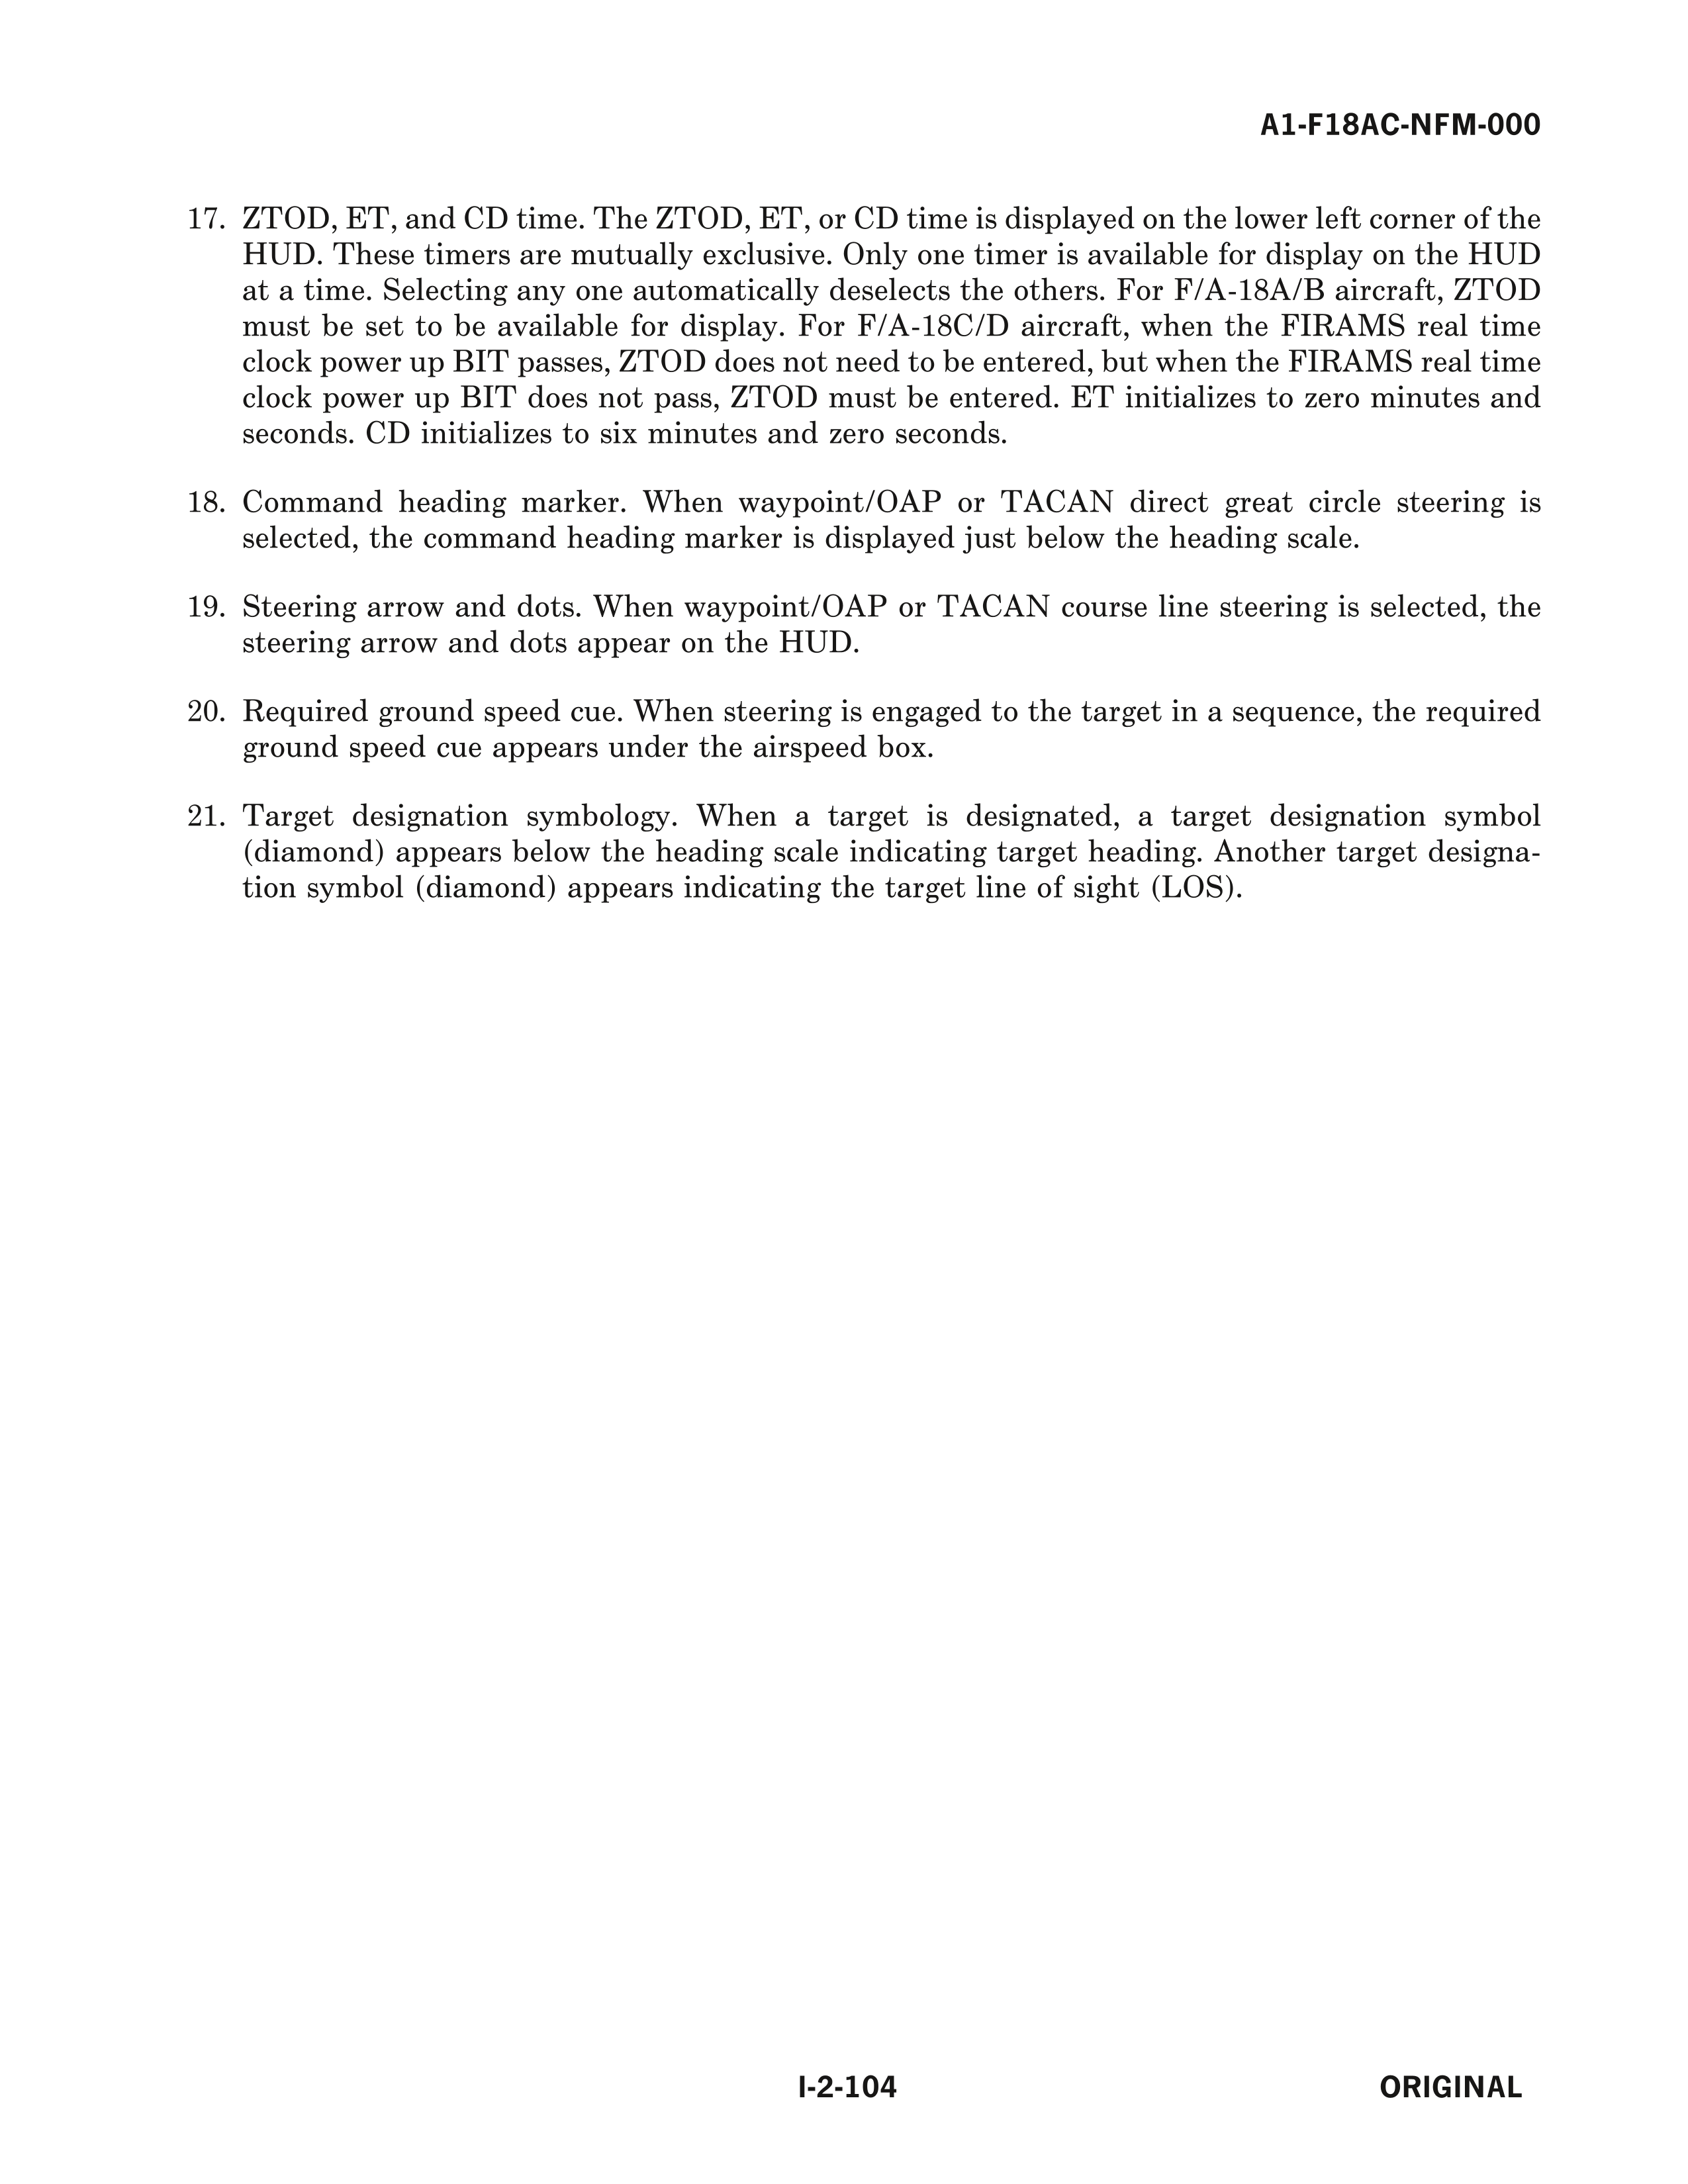 A1-F18AC-NFM-000
17. ZTOD, ET, and CD time. The ZTOD, ET, or CD time is displayed on the lower left corner of the
HUD. These timers are mutually exclusive. Only one timer is available for display on the HUD
at a time. Selecting any one automatically deselects the others. For F/A-18A/B aircraft, ZTOD
must be set to be available for display. For F/A-18C/D aircraft, when the FIRAMS real time
clock power up BIT passes, ZTOD does not need to be entered, but when the FIRAMS real time
clock power up BIT does not pass, ZTOD must be entered. ET initializes to zero minutes and
seconds. CD initializes to six minutes and zero seconds.
18. Command heading marker. When waypoint/OAP or TACAN direct great circle steering is
selected, the command heading marker is displayed just below the heading scale.
19. Steering arrow and dots. When waypoint/OAP or TACAN course line steering is selected, the
steering arrow and dots appear on the HUD.
20. Required ground speed cue. When steering is engaged to the target in a sequence, the required
ground speed cue appears under the airspeed box.
21. Target designation symbology. When a target is designated, a target designation symbol
(diamond) appears below the heading scale indicating target heading. Another target designa-
tion symbol (diamond) appears indicating the target line of sight (LOS).
I-2-104
ORIGINAL